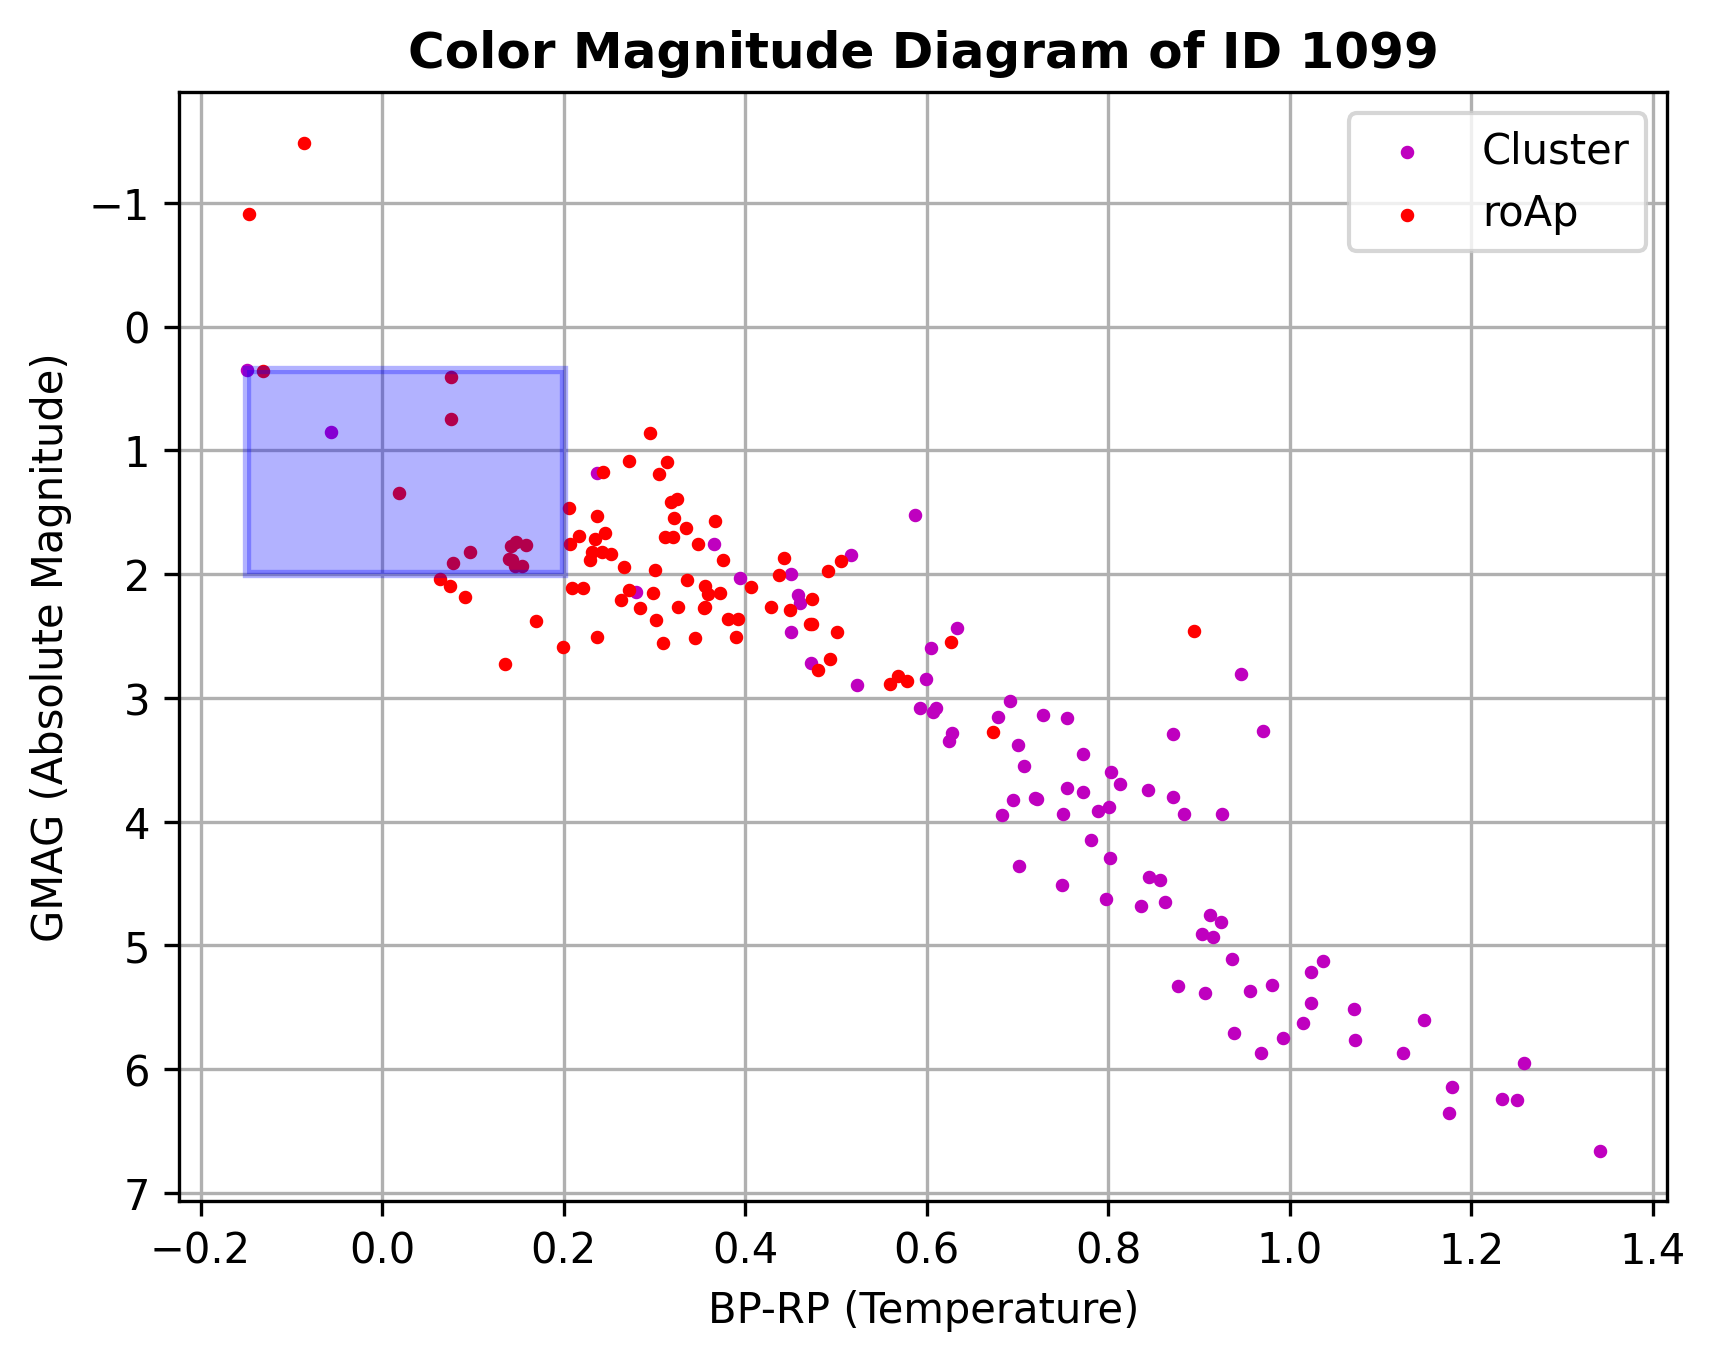 Color Magnitude Diagram of ID 1099
Cluster
roAp
GMAG (Absolute Magnitude)
−1
0
1
2
3
4
5
6
7
−0.2 0.0 0.2 0.4 0.6 0.8 1.0 1.2 1.4
BP-RP (Temperature)